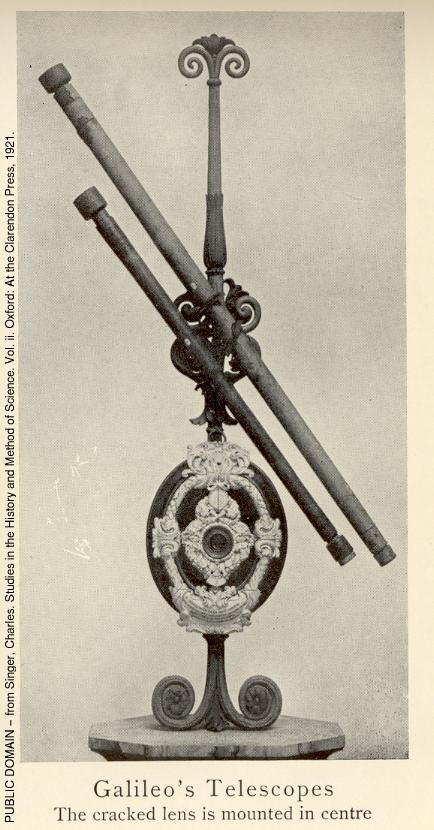 PUBLIC DOMAIN – from Singer, Charles. Studies in the History and Method of Science. Vol. ii. Oxford: At the Clarendon Press, 1921.
Galileo's Telescopes
The cracked lens is mounted in centre